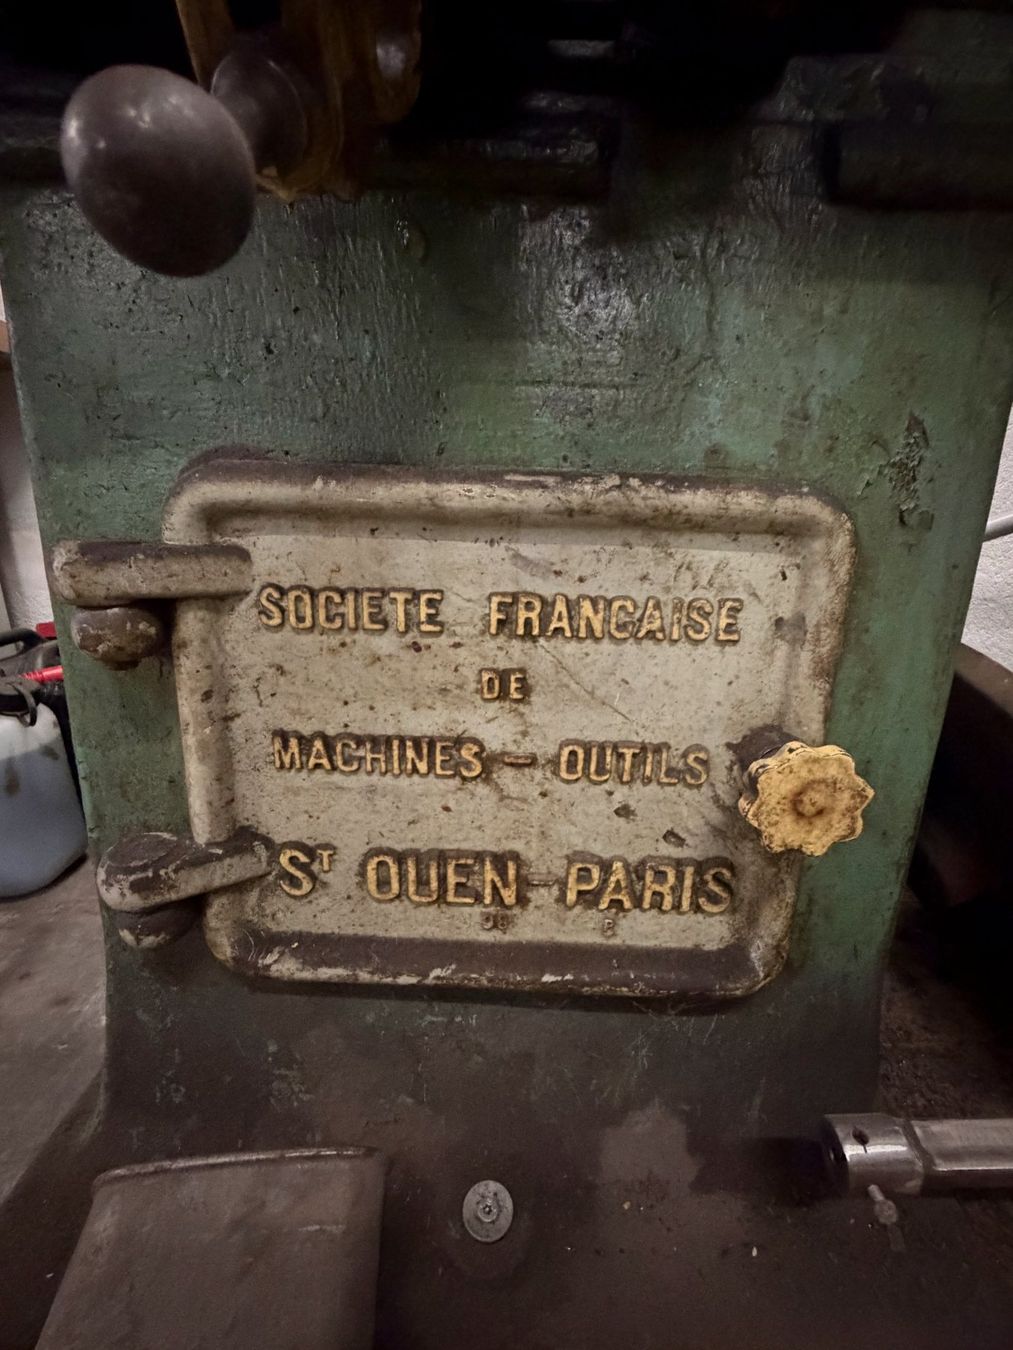 SOCIETE FRANCAISE
DE
MACHINES-OUTILS
ST OUEN-PARIS